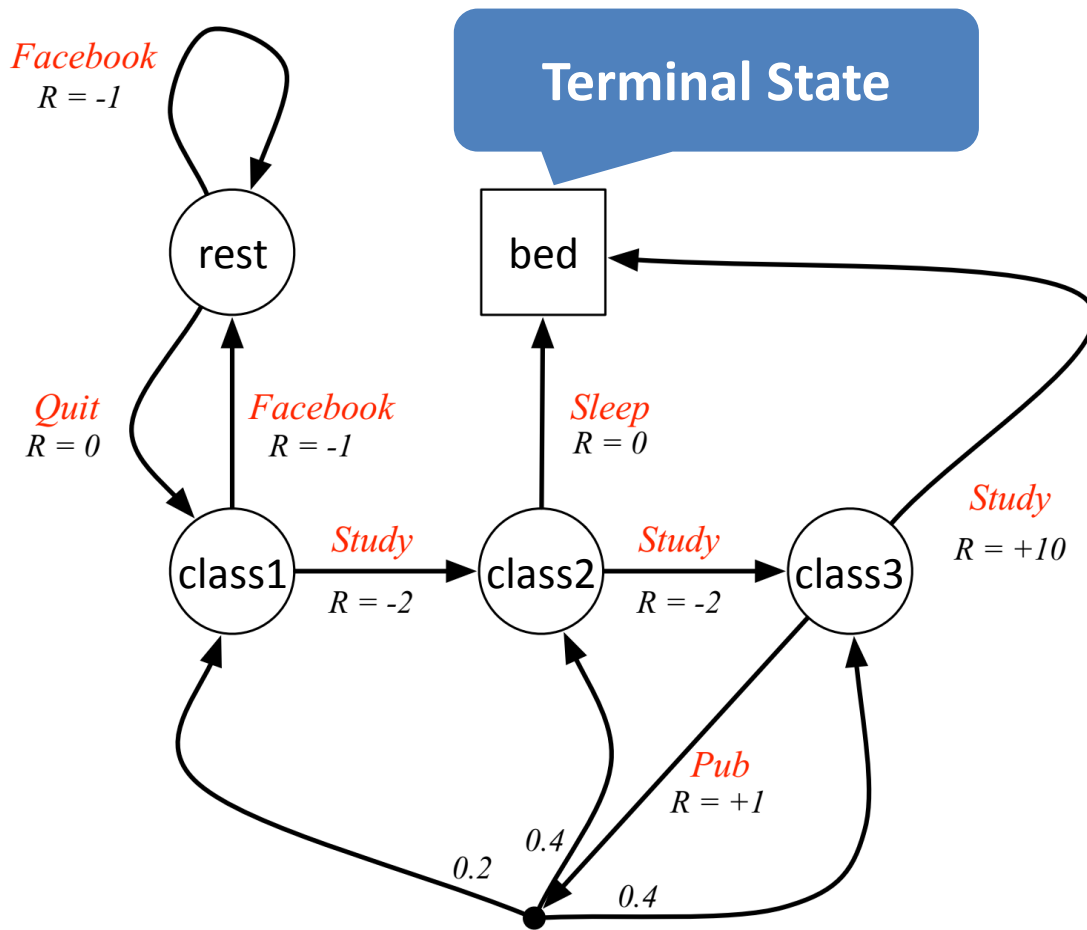 Facebook
R = -1
Terminal State
rest
bed
Quit
R = 0
Facebook
R = -1
Sleep
R = 0
Study
R = +10
class1
Study
R = -2
class2
Study
R = -2
class3
Pub
R = +1
0.2
0.4
0.4